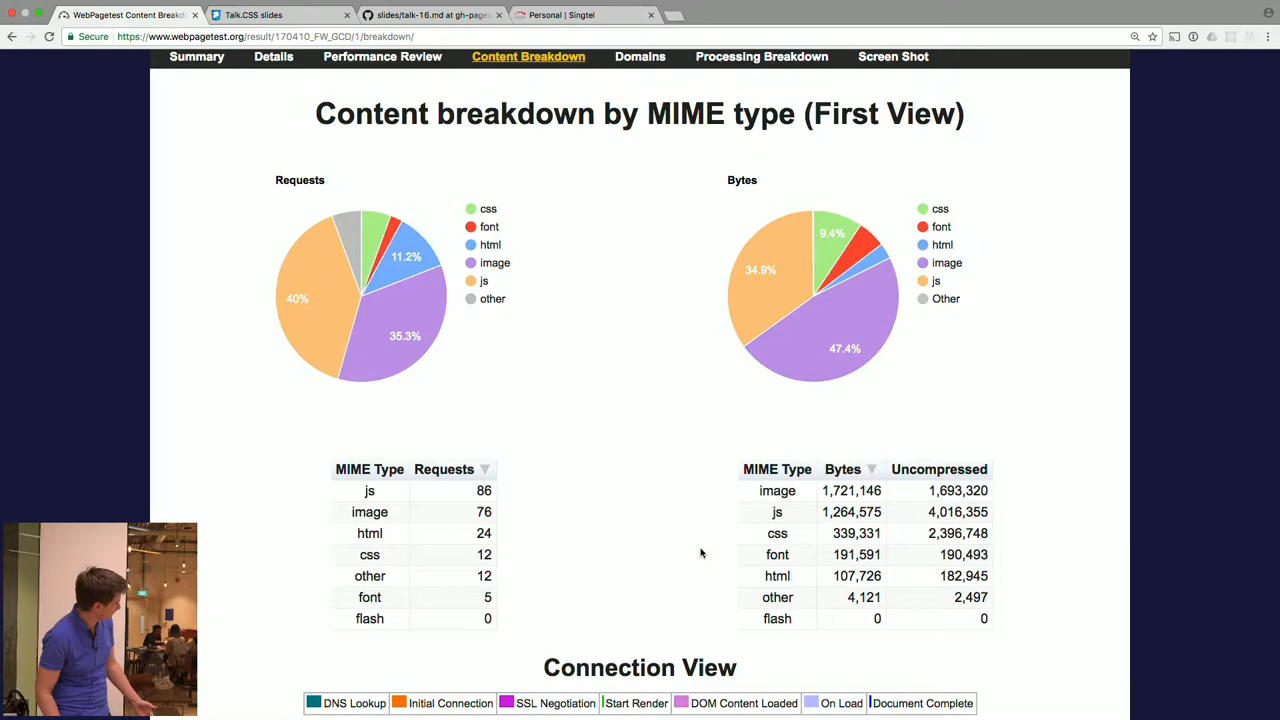 WebPagetest Content Breakd
Talk.CSS slides
slides/talk-16.md at gh-pages
Personal | Singtel
Secure
https://www.webpagetest.org/result/170410_FW_GCD/1/breakdown/
Summary Details Performance Review Content Breakdown Domains Processing Breakdown Screen Shot
Content breakdown by MIME type (First View)
Requests
css
font
html
image
js
other
11.2%
40%
35.3%
Bytes
css
font
html
image
js
Other
9.4%
34.9%
47.4%
MIME Type Requests
js 86
image 76
html 24
css 12
other 12
font 5
flash 0
MIME Type Bytes Uncompressed
image 1,721,146 1,693,320
js 1,264,575 4,016,355
css 339,331 2,396,748
font 191,591 190,493
html 107,726 182,945
other 4,121 2,497
flash 0 0
Connection View
DNS Lookup Initial Connection SSL Negotiation Start Render DOM Content Loaded On Load Document Complete